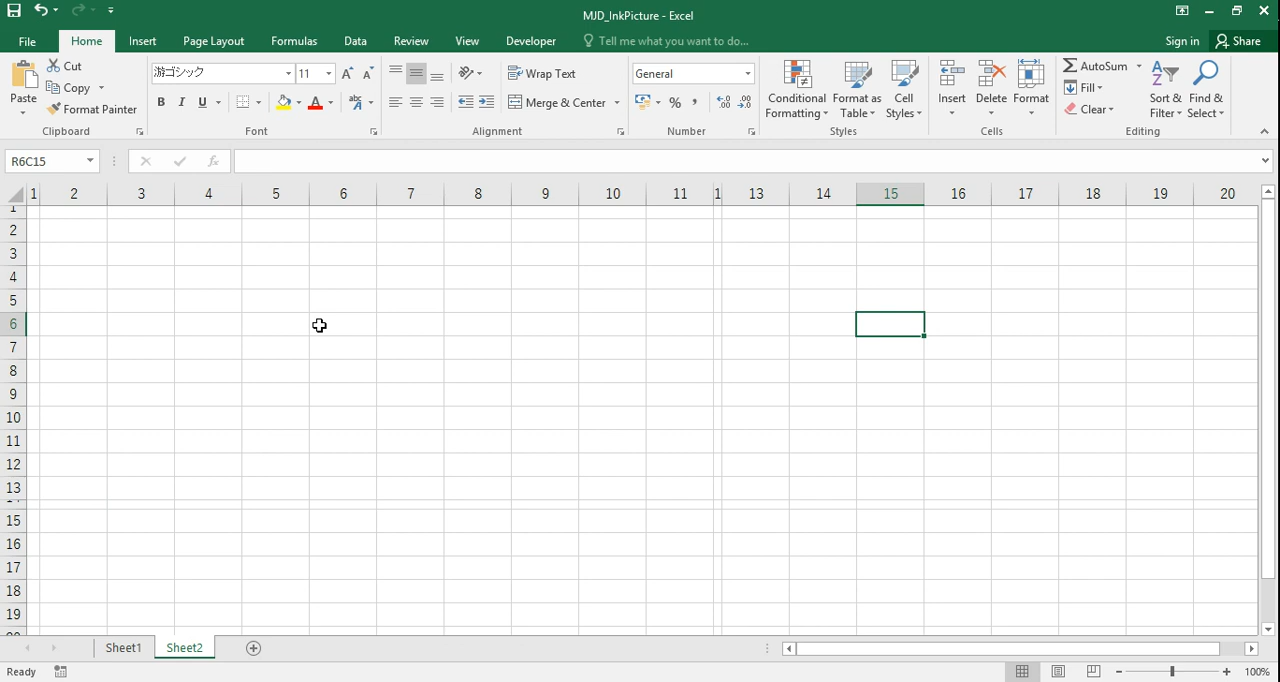 MJD_InkPicture - Excel
File Home Insert Page Layout Formulas Data Review View Developer Tell me what you want to do... Sign in Share
Paste Cut Copy Format Painter Clipboard
游ゴシック 11 B I U Font
Wrap Text Merge & Center Alignment
General % , Number
Conditional Formatting Format as Table Cell Styles Styles
Insert Delete Format Cells
AutoSum Fill Clear Sort & Filter Find & Select Editing
R6C15 fx
1 2 3 4 5 6 7 8 9 10 11 1 13 14 15 16 17 18 19 20
1
2
3
4
5
6
7
8
9
10
11
12
13
15
16
17
18
19
Sheet1 Sheet2
Ready 100%